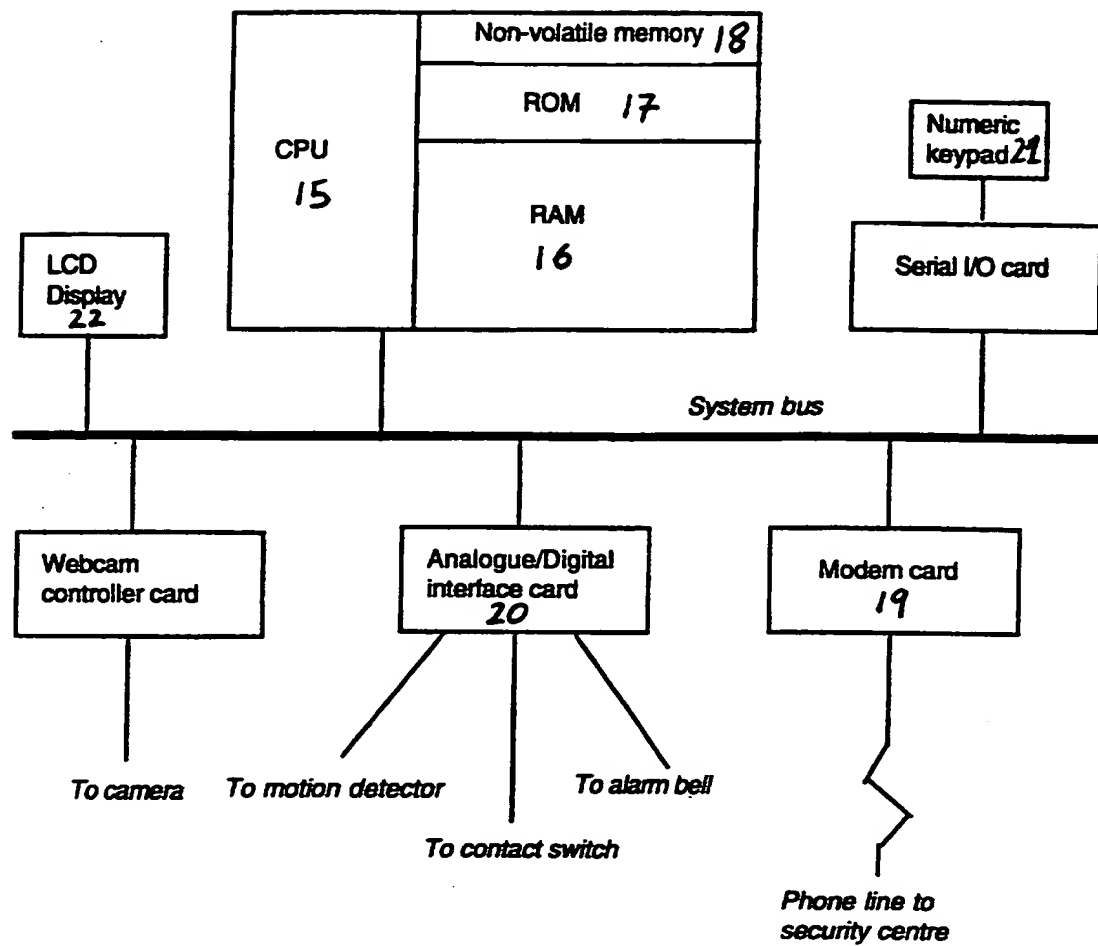 Non-volatile memory 18
ROM 17
CPU
15
RAM
16
Numeric
keypad 21
LCD
Display
22
Serial I/O card
System bus
Webcam
controller card
Analogue/Digital
interface card
20
Modem card
19
To camera
To motion detector
To alarm bell
To contact switch
Phone line to
security centre